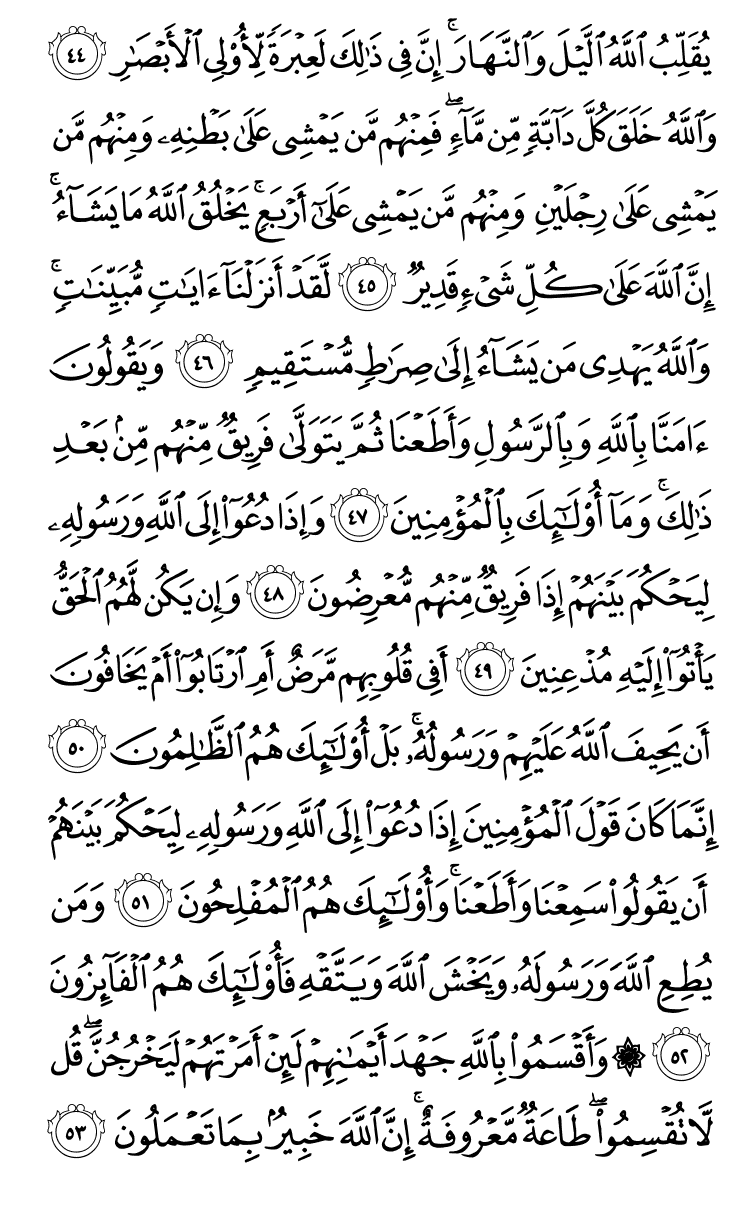 يُقَلِّبُ ٱللَّهُ ٱلَّيۡلَ وَٱلنَّهَارَۚ إِنَّ فِي ذَٰلِكَ لَعِبۡرَةٗ لِّأُوْلِي ٱلۡأَبۡصَٰرِ ٤٤
وَٱللَّهُ خَلَقَ كُلَّ دَآبَّةٖ مِّن مَّآءٖۖ فَمِنۡهُم مَّن يَمۡشِي عَلَىٰ بَطۡنِهِۦ وَمِنۡهُم مَّن
يَمۡشِي عَلَىٰ رِجۡلَيۡنِ وَمِنۡهُم مَّن يَمۡشِي عَلَىٰٓ أَرۡبَعٖۚ يَخۡلُقُ ٱللَّهُ مَا يَشَآءُۚ
إِنَّ ٱللَّهَ عَلَىٰ كُلِّ شَيۡءٖ قَدِيرٞ ٤٥ لَّقَدۡ أَنزَلۡنَآ ءَايَٰتٖ مُّبَيِّنَٰتٖۚ
وَٱللَّهُ يَهۡدِي مَن يَشَآءُ إِلَىٰ صِرَٰطٖ مُّسۡتَقِيمٖ ٤٦ وَيَقُولُونَ
ءَامَنَّا بِٱللَّهِ وَبِٱلرَّسُولِ وَأَطَعۡنَا ثُمَّ يَتَوَلَّىٰ فَرِيقٞ مِّنۡهُم مِّنۢ بَعۡدِ
ذَٰلِكَۚ وَمَآ أُوْلَٰٓئِكَ بِٱلۡمُؤۡمِنِينَ ٤٧ وَإِذَا دُعُوٓاْ إِلَى ٱللَّهِ وَرَسُولِهِۦ
لِيَحۡكُمَ بَيۡنَهُمۡ إِذَا فَرِيقٞ مِّنۡهُم مُّعۡرِضُونَ ٤٨ وَإِن يَكُن لَّهُمُ ٱلۡحَقُّ
يَأۡتُوٓاْ إِلَيۡهِ مُذۡعِنِينَ ٤٩ أَفِي قُلُوبِهِم مَّرَضٌ أَمِ ٱرۡتَابُوٓاْ أَمۡ يَخَافُونَ
أَن يَحِيفَ ٱللَّهُ عَلَيۡهِمۡ وَرَسُولُهُۥۚ بَلۡ أُوْلَٰٓئِكَ هُمُ ٱلظَّٰلِمُونَ ٥٠
إِنَّمَا كَانَ قَوۡلَ ٱلۡمُؤۡمِنِينَ إِذَا دُعُوٓاْ إِلَى ٱللَّهِ وَرَسُولِهِۦ لِيَحۡكُمَ بَيۡنَهُمۡ
أَن يَقُولُواْ سَمِعۡنَا وَأَطَعۡنَاۚ وَأُوْلَٰٓئِكَ هُمُ ٱلۡمُفۡلِحُونَ ٥١ وَمَن
يُطِعِ ٱللَّهَ وَرَسُولَهُۥ وَيَخۡشَ ٱللَّهَ وَيَتَّقۡهِ فَأُوْلَٰٓئِكَ هُمُ ٱلۡفَآئِزُونَ
٥٢ ۞ وَأَقۡسَمُواْ بِٱللَّهِ جَهۡدَ أَيۡمَٰنِهِمۡ لَئِنۡ أَمَرۡتَهُمۡ لَيَخۡرُجُنَّۖ قُل
لَّا تُقۡسِمُواْۖ طَاعَةٞ مَّعۡرُوفَةٌۚ إِنَّ ٱللَّهَ خَبِيرُۢ بِمَا تَعۡمَلُونَ ٥٣